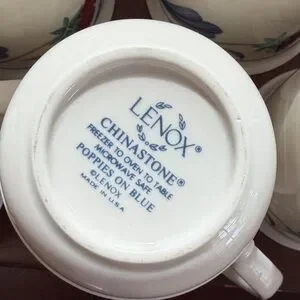 LENOX®
CHINASTONE®
FREEZER TO OVEN TO TABLE
MICROWAVE SAFE
POPPIES ON BLUE
©LENOX
MADE IN U.S.A.